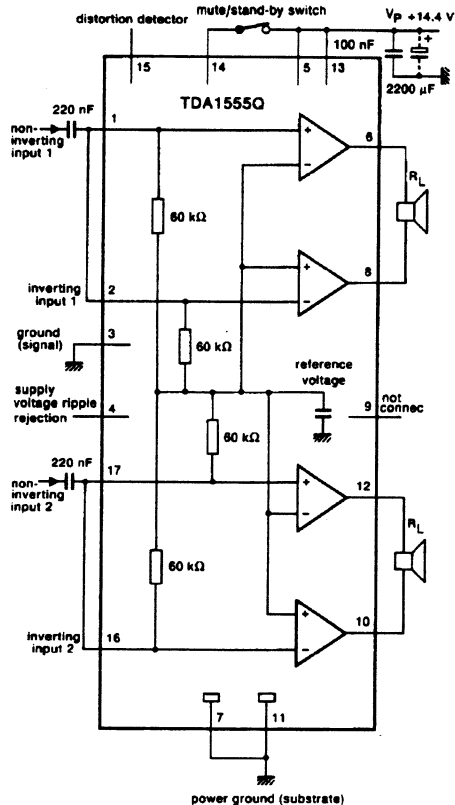 mute/stand-by switch
distortion detector
VP +14.4 V
100 nF
2200 µF
15
14
5
13
TDA1555Q
220 nF
1
non-
inverting
input 1
+
−
6
60 kΩ
RL
+
−
8
inverting
input 1
2
ground
(signal)
3
60 kΩ
reference
voltage
supply
voltage ripple
rejection
4
9
not
connec
60 kΩ
220 nF
17
non-
inverting
input 2
+
−
12
60 kΩ
RL
+
−
10
inverting
input 2
16
7
11
power ground (substrate)